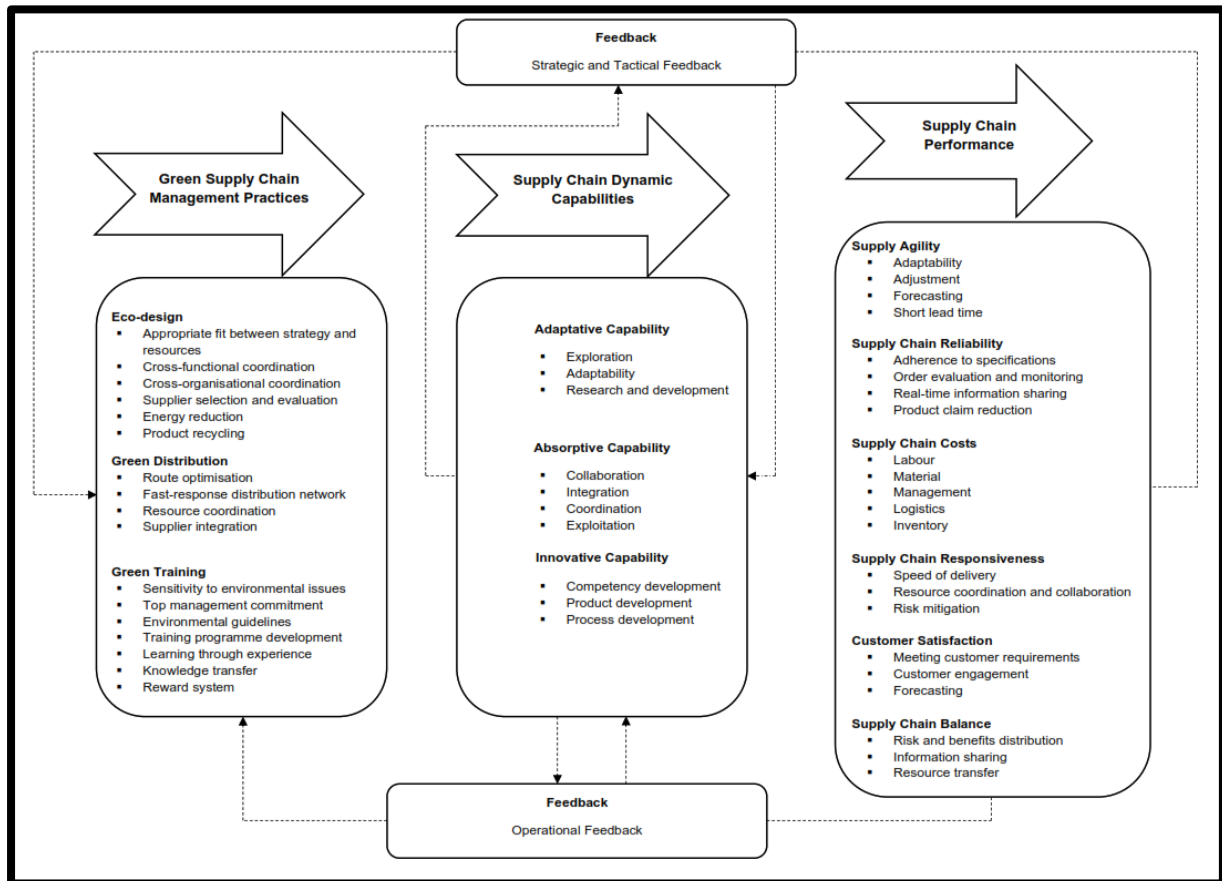 Feedback
Strategic and Tactical Feedback
Green Supply Chain
Management Practices
Supply Chain Dynamic
Capabilities
Supply Chain
Performance
Eco-design
▪ Appropriate fit between strategy and
resources
▪ Cross-functional coordination
▪ Cross-organisational coordination
▪ Supplier selection and evaluation
▪ Energy reduction
▪ Product recycling
Green Distribution
▪ Route optimisation
▪ Fast-response distribution network
▪ Resource coordination
▪ Supplier integration
Green Training
▪ Sensitivity to environmental issues
▪ Top management commitment
▪ Environmental guidelines
▪ Training programme development
▪ Learning through experience
▪ Knowledge transfer
▪ Reward system
Adaptative Capability
▪ Exploration
▪ Adaptability
▪ Research and development
Absorptive Capability
▪ Collaboration
▪ Integration
▪ Coordination
▪ Exploitation
Innovative Capability
▪ Competency development
▪ Product development
▪ Process development
Supply Agility
▪ Adaptability
▪ Adjustment
▪ Forecasting
▪ Short lead time
Supply Chain Reliability
▪ Adherence to specifications
▪ Order evaluation and monitoring
▪ Real-time information sharing
▪ Product claim reduction
Supply Chain Costs
▪ Labour
▪ Material
▪ Management
▪ Logistics
▪ Inventory
Supply Chain Responsiveness
▪ Speed of delivery
▪ Resource coordination and collaboration
▪ Risk mitigation
Customer Satisfaction
▪ Meeting customer requirements
▪ Customer engagement
▪ Forecasting
Supply Chain Balance
▪ Risk and benefits distribution
▪ Information sharing
▪ Resource transfer
Feedback
Operational Feedback